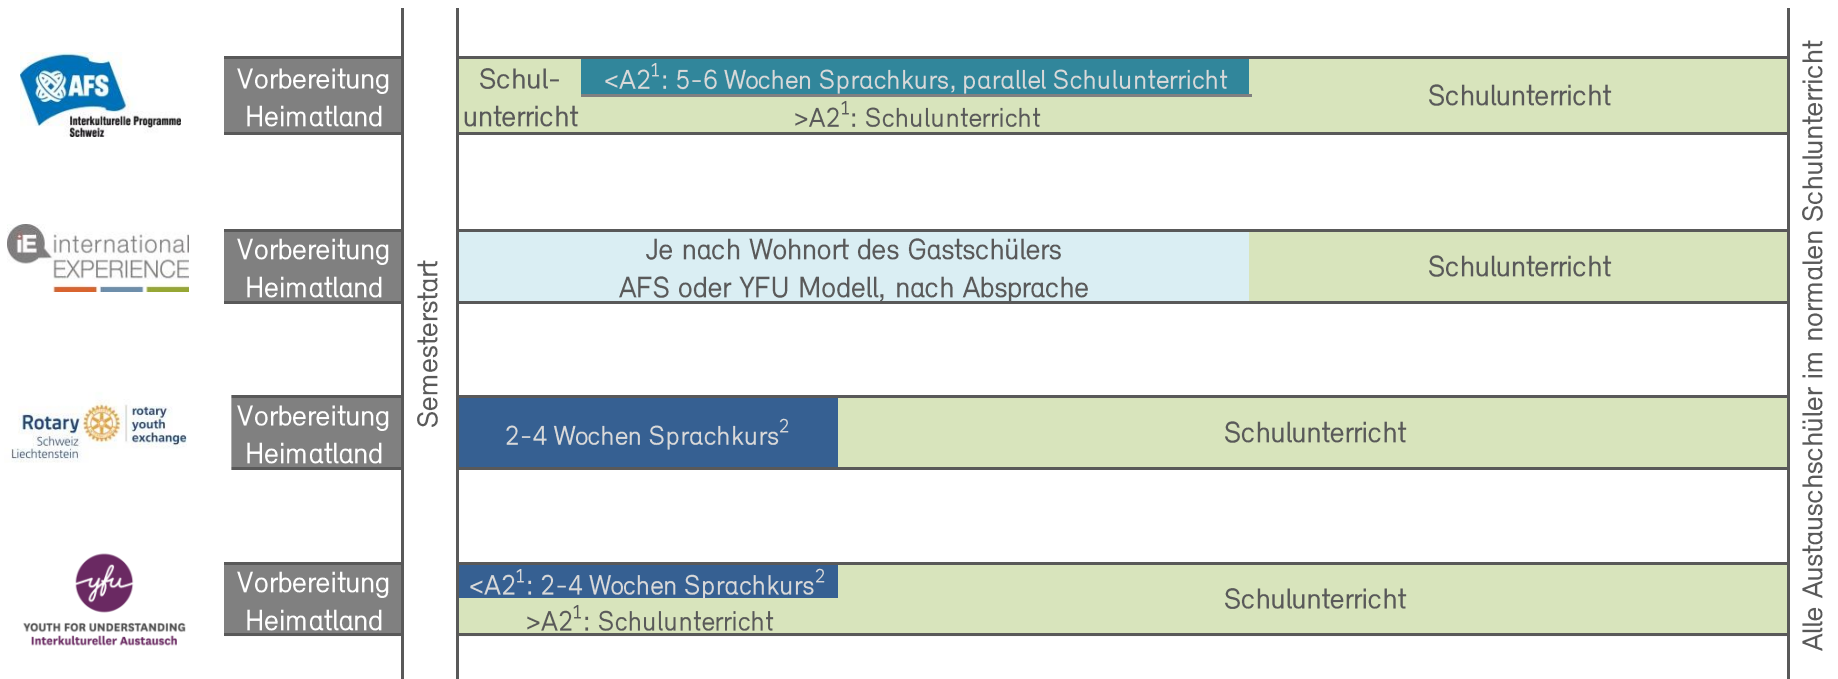 AFS
Interkulturelle Programme
Schweiz
Vorbereitung
Heimatland
Schul-
unterricht
<A2¹: 5-6 Wochen Sprachkurs, parallel Schulunterricht
>A2¹: Schulunterricht
Schulunterricht
iE international
EXPERIENCE
Vorbereitung
Heimatland
Je nach Wohnort des Gastschülers
AFS oder YFU Modell, nach Absprache
Schulunterricht
Semesterstart
Rotary
Schweiz
Liechtenstein
rotary
youth
exchange
Vorbereitung
Heimatland
2-4 Wochen Sprachkurs²
Schulunterricht
yfu
YOUTH FOR UNDERSTANDING
Interkultureller Austausch
Vorbereitung
Heimatland
<A2¹: 2-4 Wochen Sprachkurs²
>A2¹: Schulunterricht
Schulunterricht
Alle Austauschschüler im normalen Schulunterricht